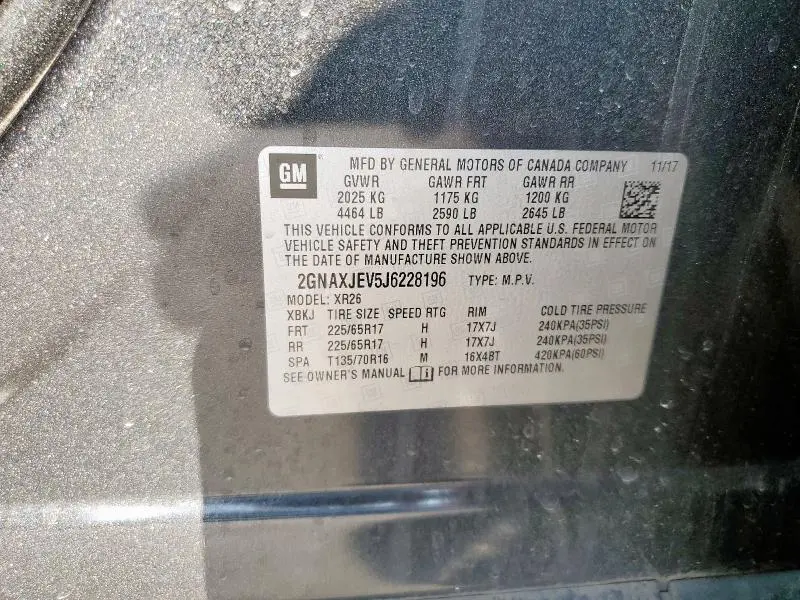 GM MFD BY GENERAL MOTORS OF CANADA COMPANY 11/17
GVWR GAWR FRT GAWR RR
2025 KG 1175 KG 1200 KG
4464 LB 2590 LB 2645 LB
THIS VEHICLE CONFORMS TO ALL APPLICABLE U.S. FEDERAL MOTOR
VEHICLE SAFETY AND THEFT PREVENTION STANDARDS IN EFFECT ON
THE DATE OF MANUFACTURE SHOWN ABOVE.
2GNAXJEV5J6228196 TYPE: M.P.V.
MODEL: XR26
XBKJ TIRE SIZE SPEED RTG RIM COLD TIRE PRESSURE
FRT 225/65R17 H 17X7J 240KPA(35PSI)
RR 225/65R17 H 17X7J 240KPA(35PSI)
SPA T135/70R16 M 16X4BT 420KPA(60PSI)
SEE OWNER'S MANUAL FOR MORE INFORMATION.